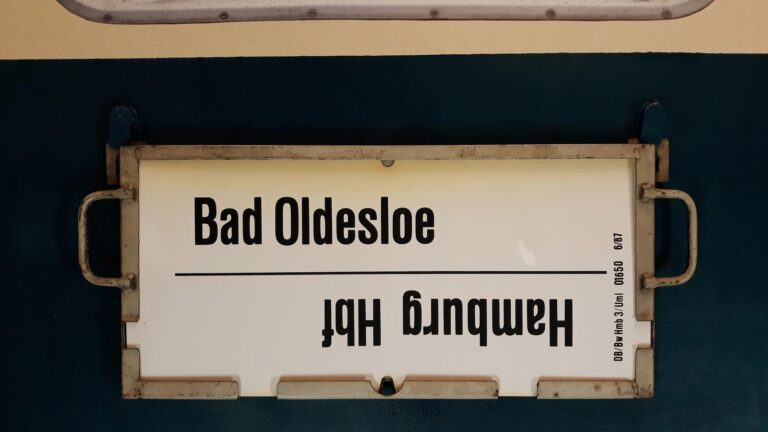 Bad Oldesloe
Hamburg Hbf
DB/Bw Hmb 3/Uml 01650 6/87